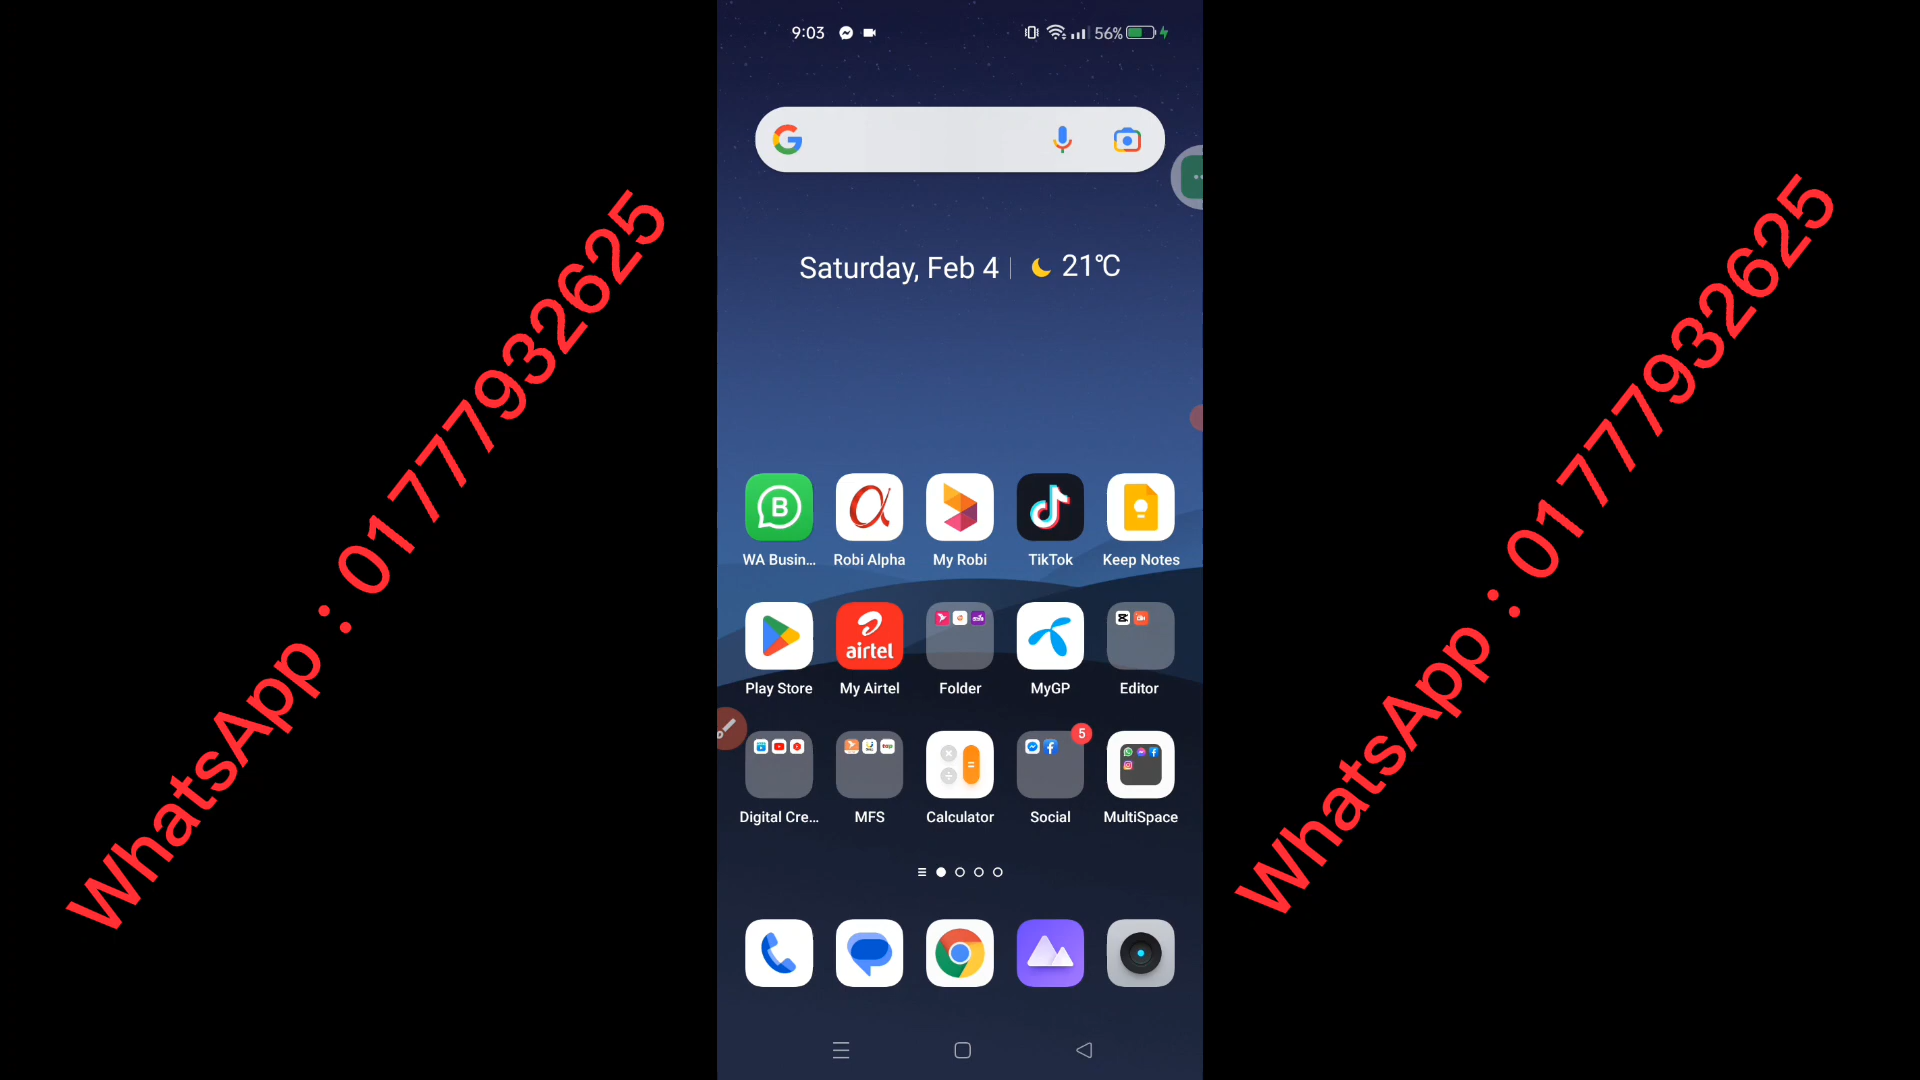 9:03
56%
Saturday, Feb 4 | 21℃
WA Busin... Robi Alpha My Robi TikTok Keep Notes
airtel
Play Store My Airtel Folder MyGP Editor
5
Digital Cre... MFS Calculator Social MultiSpace
WhatsApp : 01777932625
WhatsApp : 01777932625